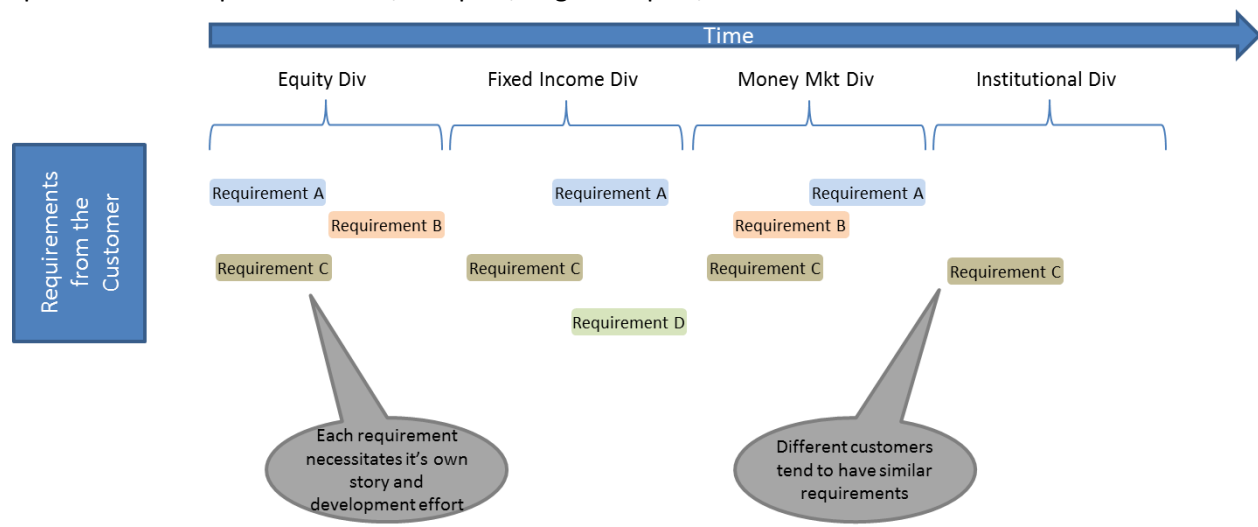 Time
Equity Div
Fixed Income Div
Money Mkt Div
Institutional Div
Requirements
from the
Customer
Requirement A
Requirement A
Requirement A
Requirement B
Requirement B
Requirement C
Requirement C
Requirement C
Requirement C
Requirement D
Each requirement
necessitates it’s own
story and
development effort
Different customers
tend to have similar
requirements